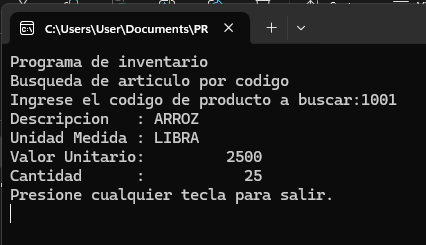 C:\Users\User\Documents\PR
Programa de inventario
Busqueda de articulo por codigo
Ingrese el codigo de producto a buscar:1001
Descripcion   : ARROZ
Unidad Medida : LIBRA
Valor Unitario:          2500
Cantidad      :            25
Presione cualquier tecla para salir.